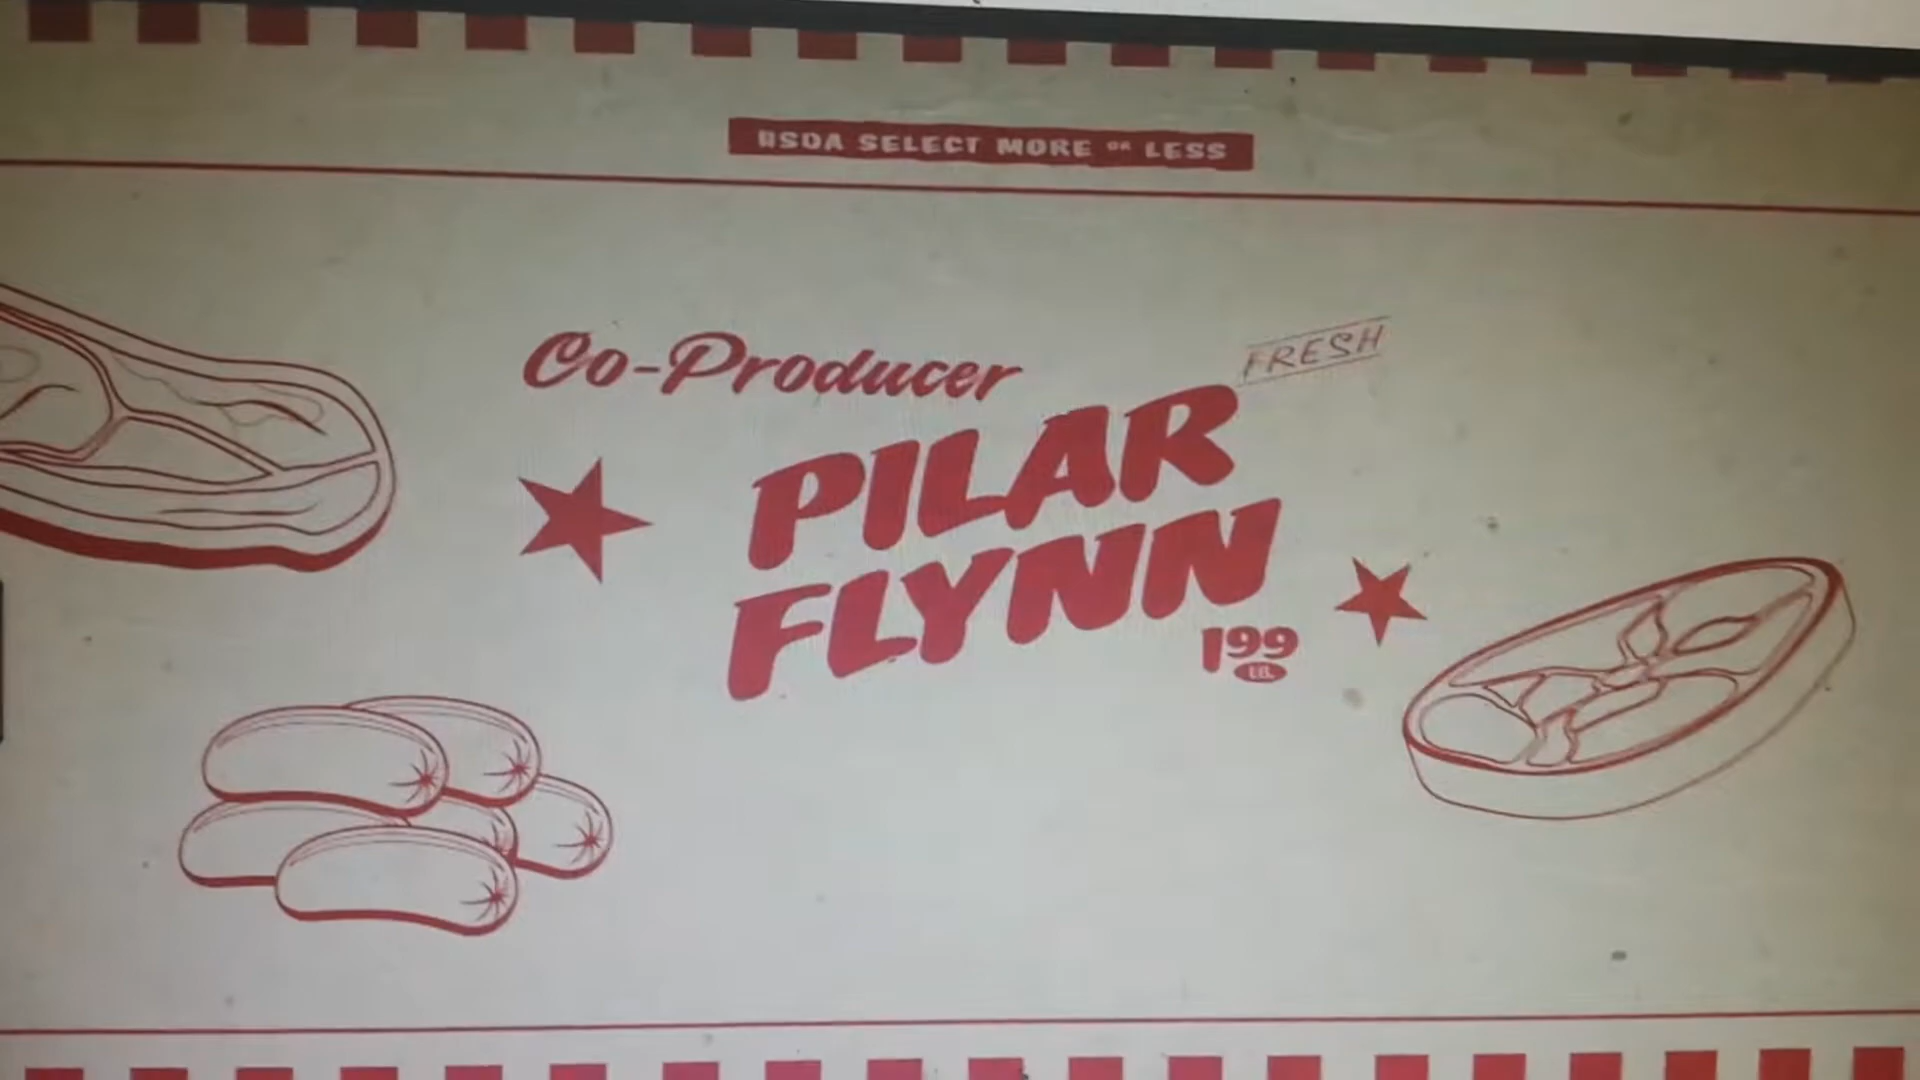 USDA SELECT MORE OR LESS
Co-Producer
FRESH
PILAR
FLYNN
199
LB.